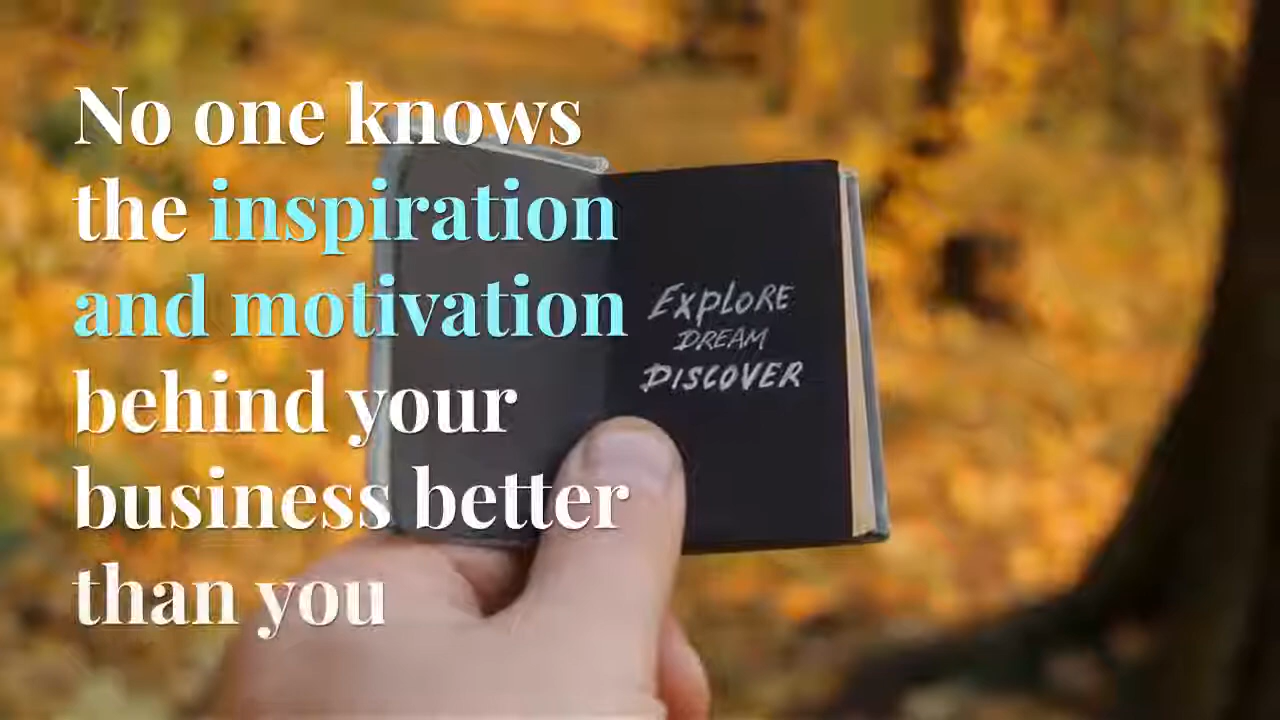 No one knows
the inspiration
and motivation
behind your
business better
than you
EXPLORE
DREAM
DISCOVER